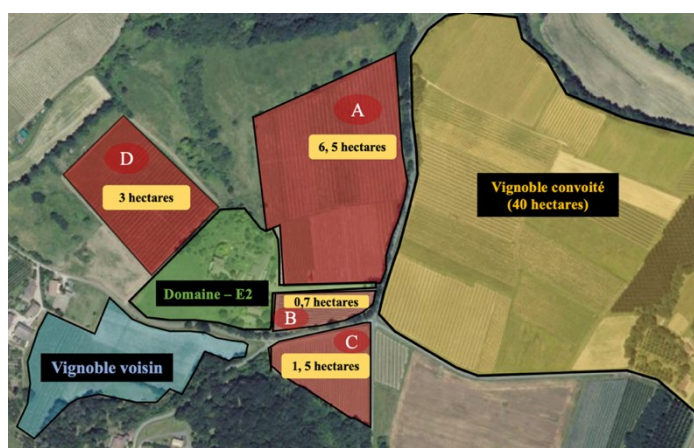 A
6, 5 hectares
D
3 hectares
Vignoble convoité
(40 hectares)
Domaine – E2
0,7 hectares
B
C
1, 5 hectares
Vignoble voisin